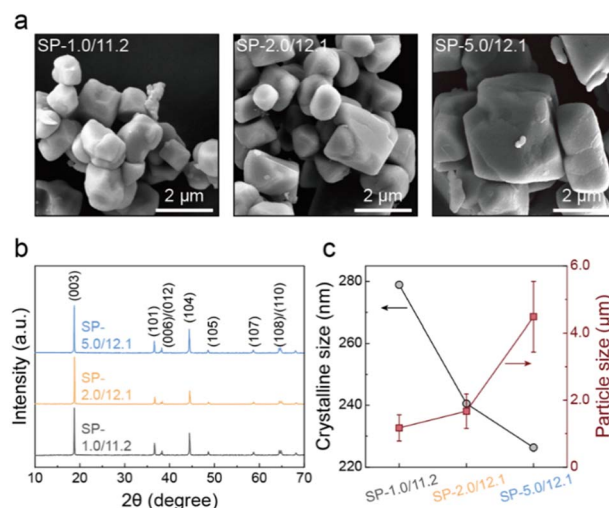 a
SP-1.0/11.2
SP-2.0/12.1
SP-5.0/12.1
2 μm
2 μm
2 μm
b
Intensity (a.u.)
(003)
(101)
(006)/(012)
(104)
(105)
(107)
(108)/(110)
SP-
5.0/12.1
SP-
2.0/12.1
SP-
1.0/11.2
10 20 30 40 50 60 70
2θ (degree)
c
Crystalline size (nm)
280
260
240
220
6.0
4.0
2.0
0
Particle size (μm)
SP-1.0/11.2
SP-2.0/12.1
SP-5.0/12.1